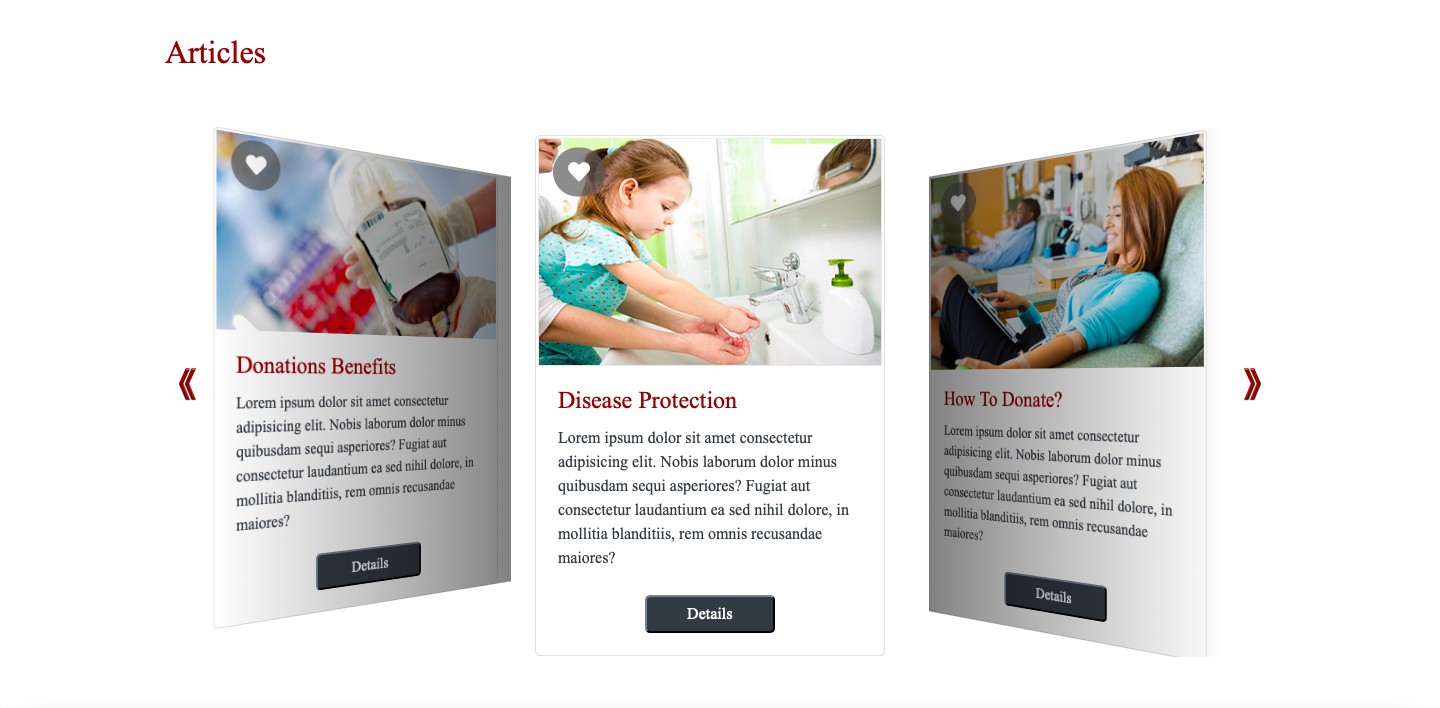 Articles
Donations Benefits
Lorem ipsum dolor sit amet consectetur
adipisicing elit. Nobis laborum dolor minus
quibusdam sequi asperiores? Fugiat aut
consectetur laudantium ea sed nihil dolore, in
mollitia blanditiis, rem omnis recusandae
maiores?
Details
Disease Protection
Lorem ipsum dolor sit amet consectetur
adipisicing elit. Nobis laborum dolor minus
quibusdam sequi asperiores? Fugiat aut
consectetur laudantium ea sed nihil dolore, in
mollitia blanditiis, rem omnis recusandae
maiores?
Details
How To Donate?
Lorem ipsum dolor sit amet consectetur
adipisicing elit. Nobis laborum dolor minus
quibusdam sequi asperiores? Fugiat aut
consectetur laudantium ea sed nihil dolore, in
mollitia blanditiis, rem omnis recusandae
maiores?
Details